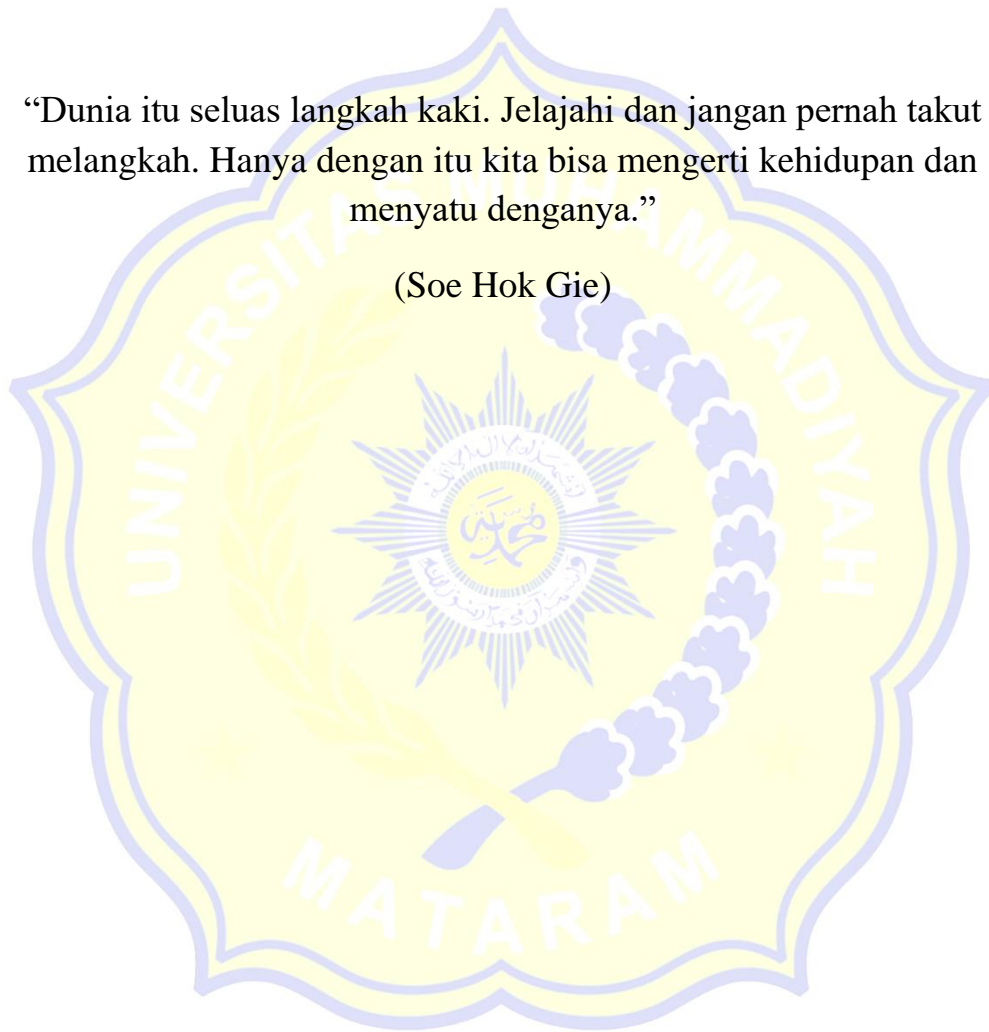 “Dunia itu seluas langkah kaki. Jelajahi dan jangan pernah takut
melangkah. Hanya dengan itu kita bisa mengerti kehidupan dan
menyatu denganya.”
(Soe Hok Gie)
UNIVERSITAS MUHAMMADIYAH
MATARAM